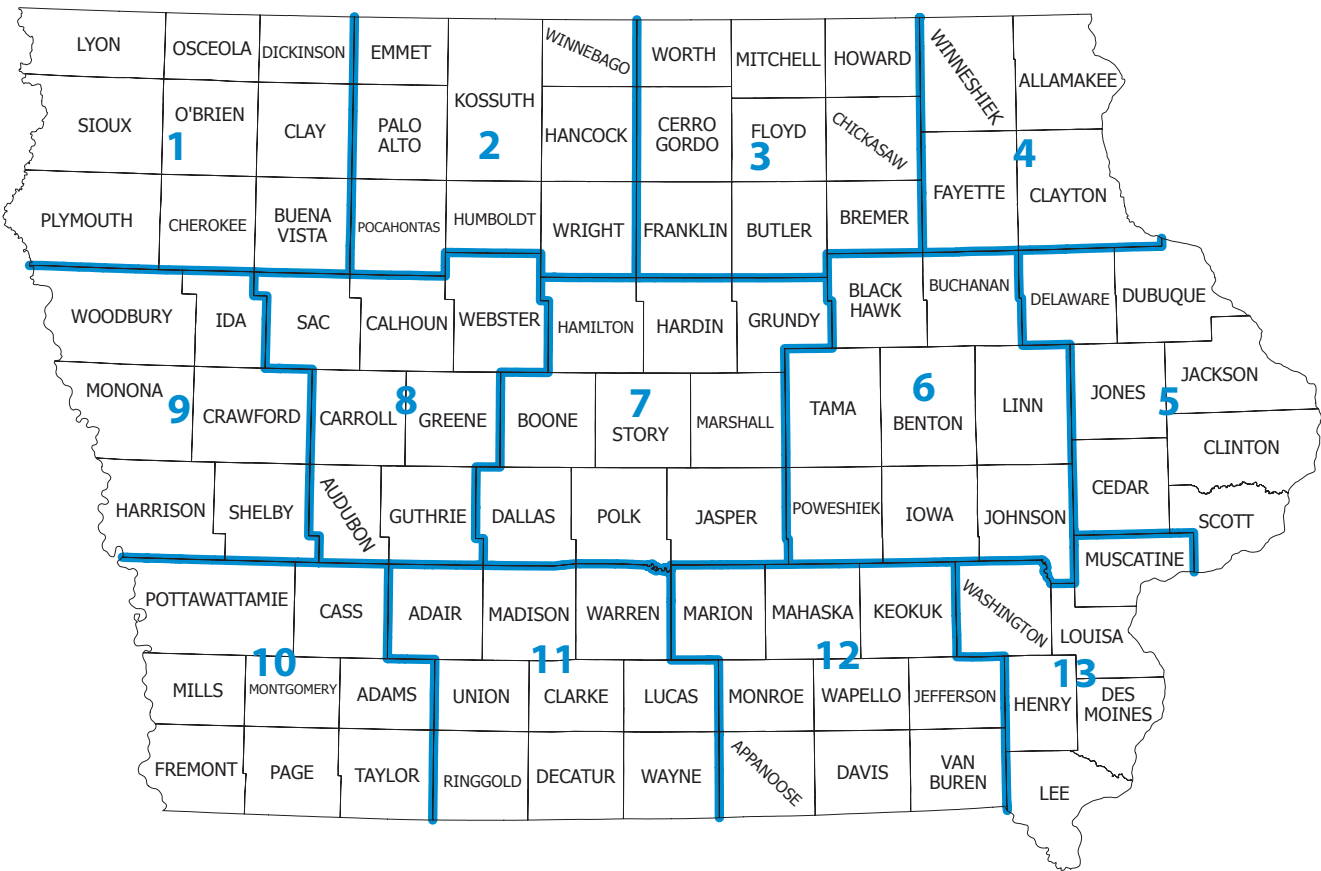 LYON
OSCEOLA
DICKINSON
EMMET
KOSSUTH
WINNEBAGO
WORTH
MITCHELL
HOWARD
WINNESHIEK
ALLAMAKEE
SIOUX
O'BRIEN
1
CLAY
PALO
ALTO
2
HANCOCK
CERRO
GORDO
FLOYD
3
CHICKASAW
4
PLYMOUTH
CHEROKEE
BUENA
VISTA
POCAHONTAS
HUMBOLDT
WRIGHT
FRANKLIN
BUTLER
BREMER
FAYETTE
CLAYTON
WOODBURY
IDA
SAC
CALHOUN
WEBSTER
HAMILTON
HARDIN
GRUNDY
BLACK
HAWK
BUCHANAN
DELAWARE
DUBUQUE
MONONA
9
CRAWFORD
CARROLL
8
GREENE
BOONE
7
STORY
MARSHALL
TAMA
6
BENTON
LINN
JONES
5
JACKSON
CLINTON
HARRISON
SHELBY
AUDUBON
GUTHRIE
DALLAS
POLK
JASPER
POWESHIEK
IOWA
JOHNSON
CEDAR
SCOTT
MUSCATINE
POTTAWATTAMIE
CASS
ADAIR
MADISON
WARREN
MARION
MAHASKA
KEOKUK
WASHINGTON
LOUISA
10
11
12
13
MILLS
MONTGOMERY
ADAMS
UNION
CLARKE
LUCAS
MONROE
WAPELLO
JEFFERSON
HENRY
DES
MOINES
FREMONT
PAGE
TAYLOR
RINGGOLD
DECATUR
WAYNE
APPANOOSE
DAVIS
VAN
BUREN
LEE